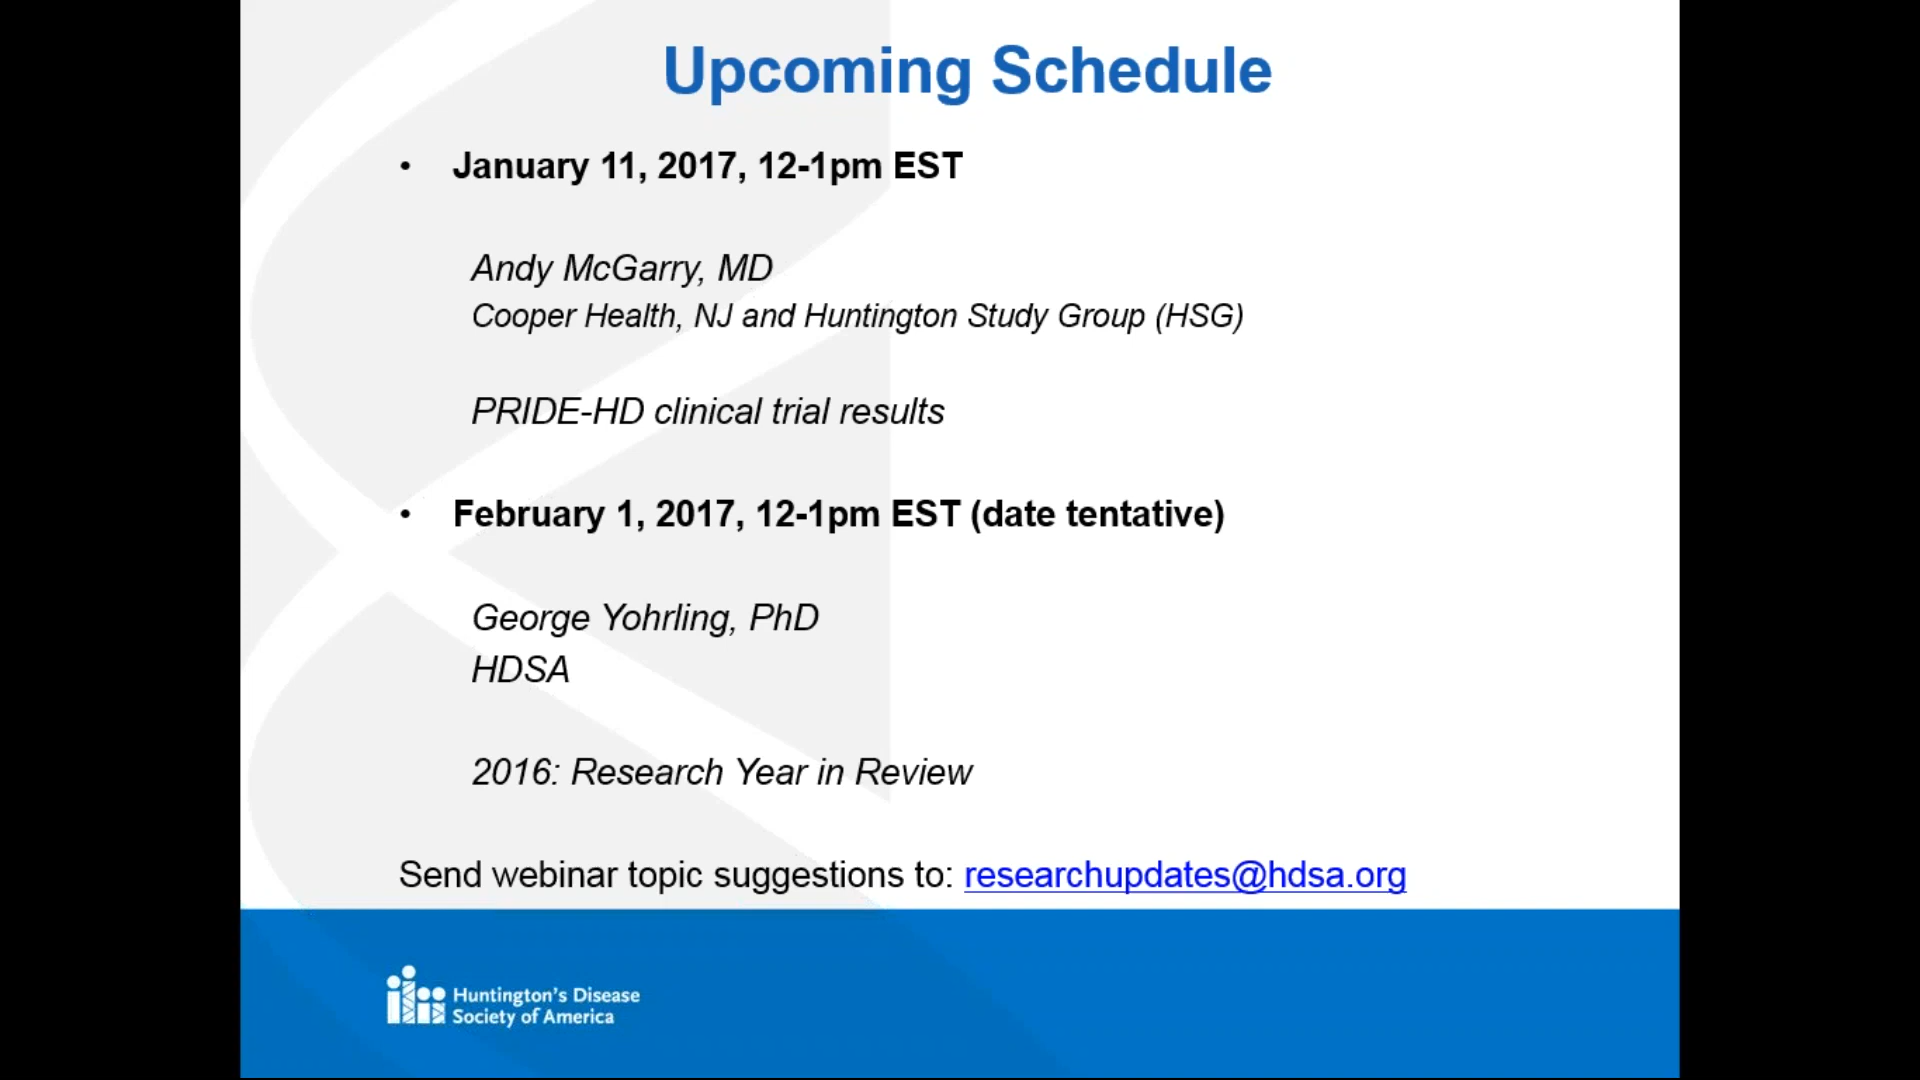 Upcoming Schedule
• January 11, 2017, 12-1pm EST
Andy McGarry, MD
Cooper Health, NJ and Huntington Study Group (HSG)
PRIDE-HD clinical trial results
• February 1, 2017, 12-1pm EST (date tentative)
George Yohrling, PhD
HDSA
2016: Research Year in Review
Send webinar topic suggestions to: researchupdates@hdsa.org
Huntington's Disease
Society of America